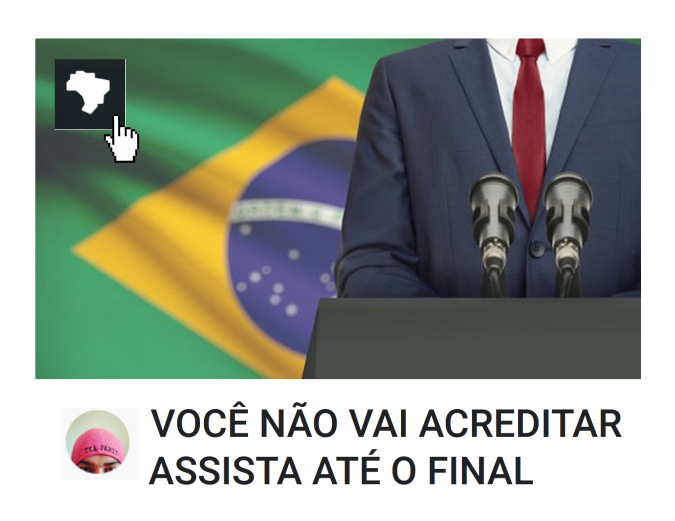 VOCÊ NÃO VAI ACREDITAR
ASSISTA ATÉ O FINAL